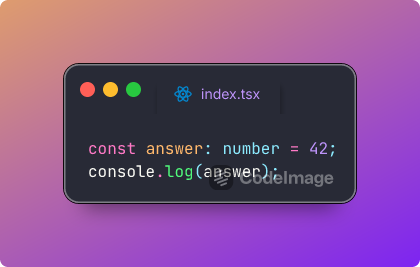 index.tsx
const answer: number = 42;
console.log(answer);
CodeImage